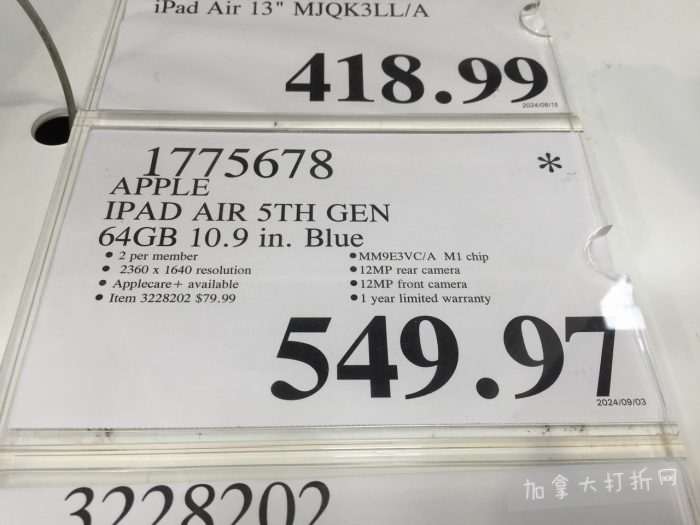 iPad Air 13" MJQK3LL/A
418.99
2024/08/15
1775678
*
APPLE
IPAD AIR 5TH GEN
64GB 10.9 in. Blue
• 2 per member
• 2360 x 1640 resolution
• Applecare+ available
• Item 3228202 $79.99
• MM9E3VC/A M1 chip
• 12MP rear camera
• 12MP front camera
• 1 year limited warranty
549.97
2024/09/03
3228202
加拿大打折网